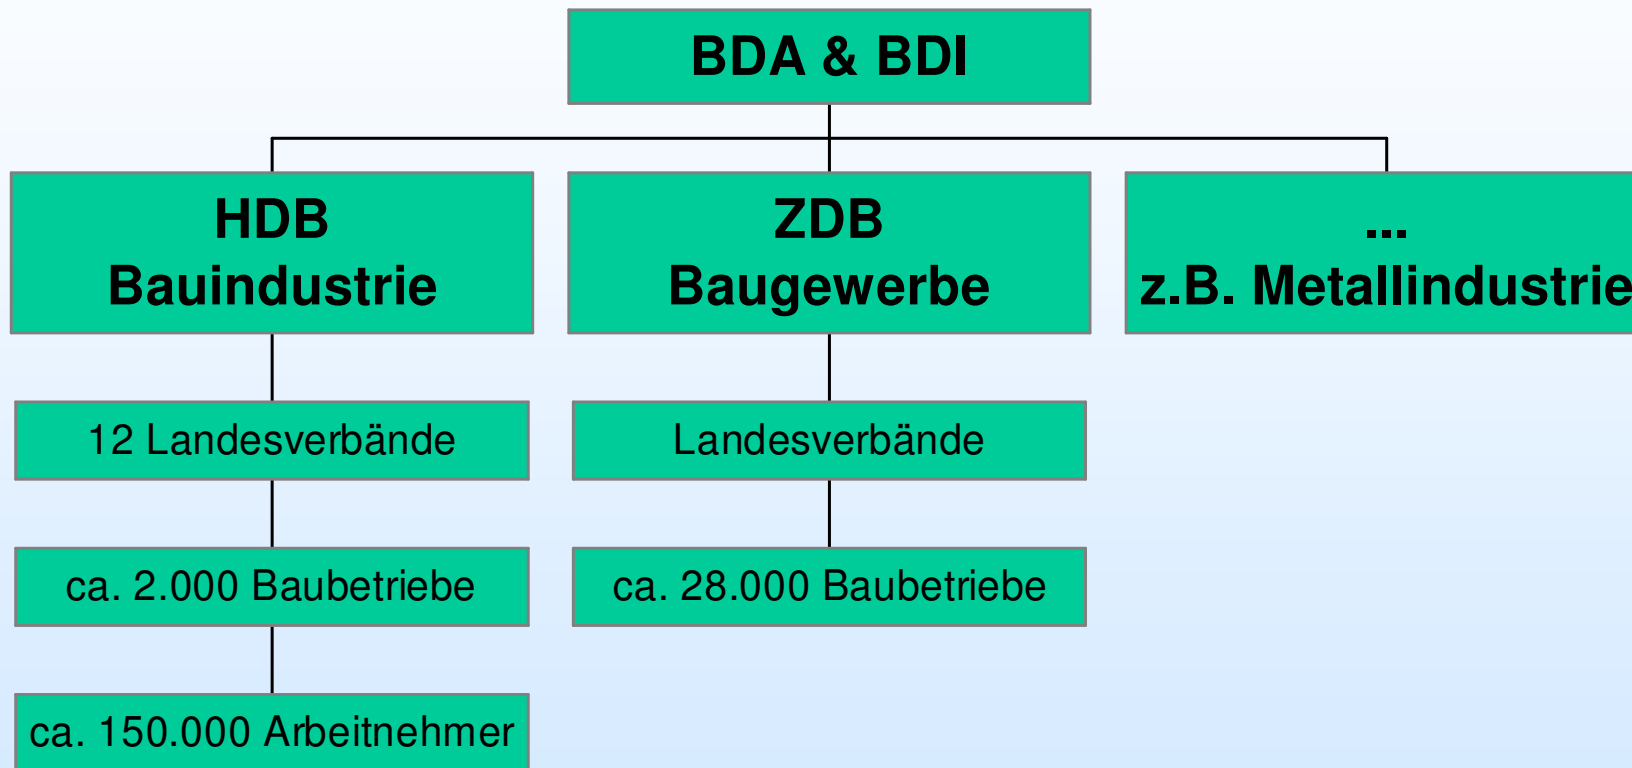 BDA & BDI
HDB
Bauindustrie
ZDB
Baugewerbe
...
z.B. Metallindustrie
12 Landesverbände
Landesverbände
ca. 2.000 Baubetriebe
ca. 28.000 Baubetriebe
ca. 150.000 Arbeitnehmer